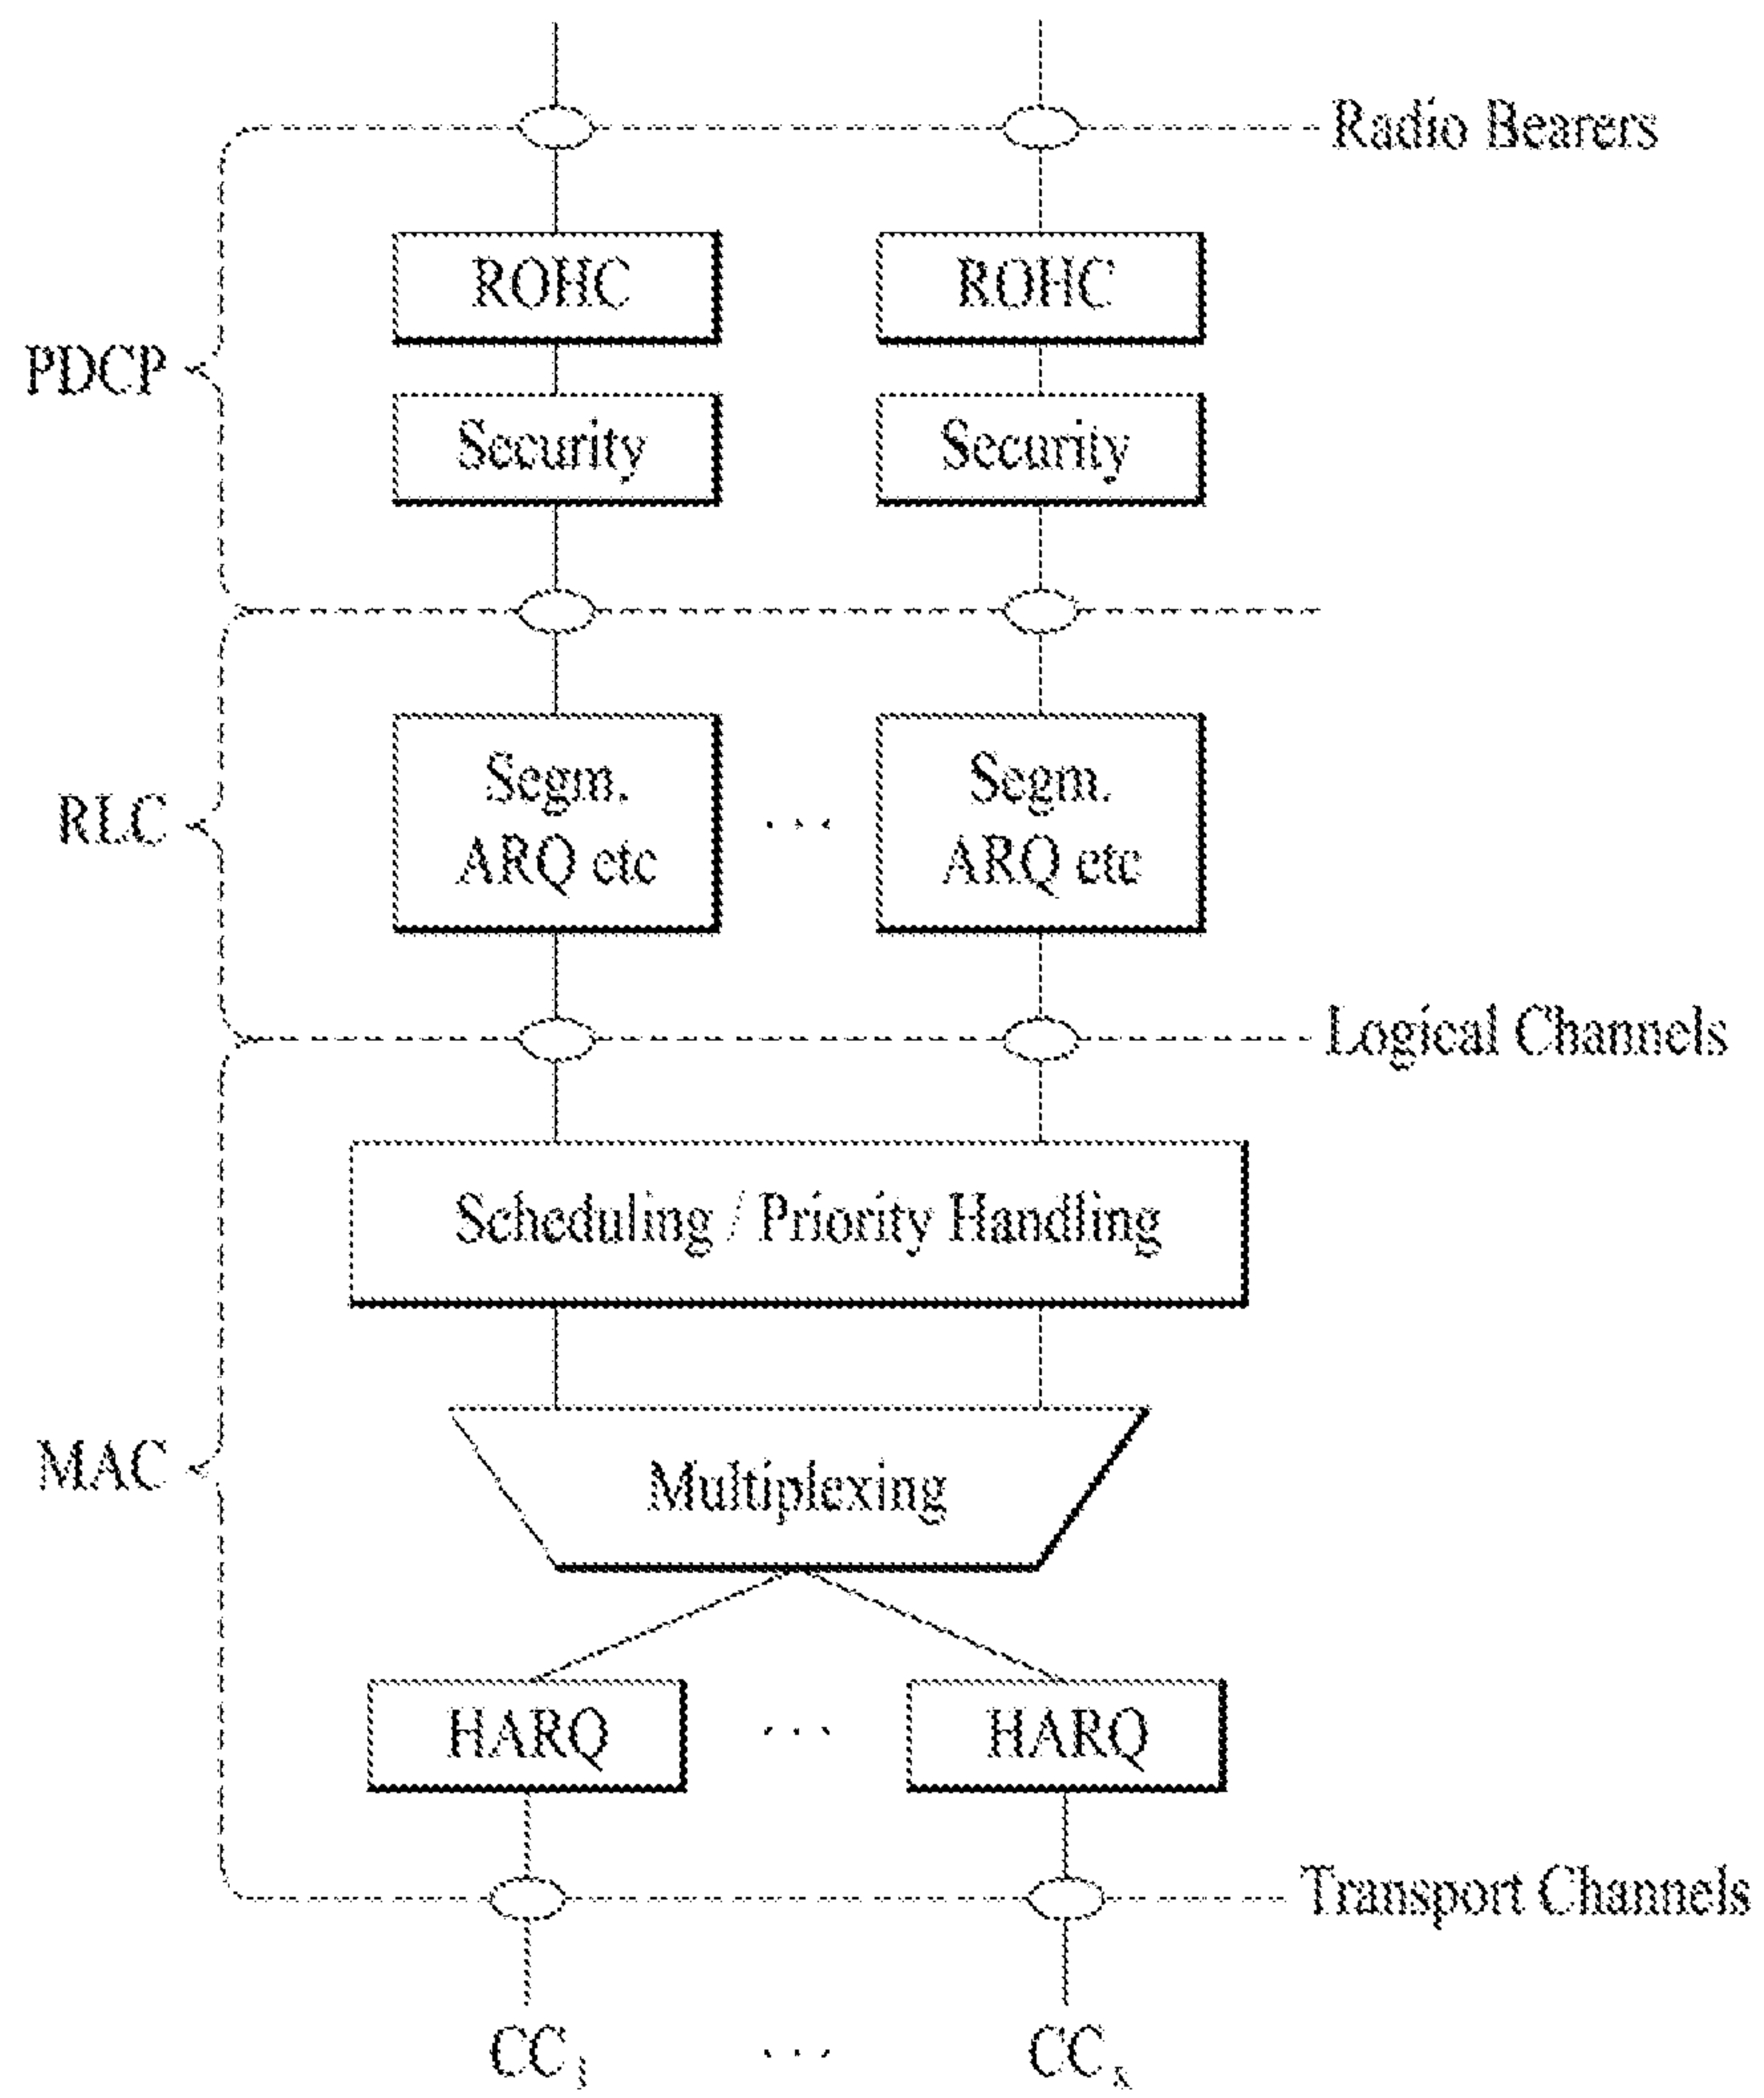 Radio Bearers
ROHC ROHC
PDCP
Security Security
Segm. Segm.
RLC ...
ARQ etc ARQ etc
Logical Channels
Scheduling / Priority Handling
MAC
Multiplexing
HARQ ... HARQ
Transport Channels
CC1 ... CCx